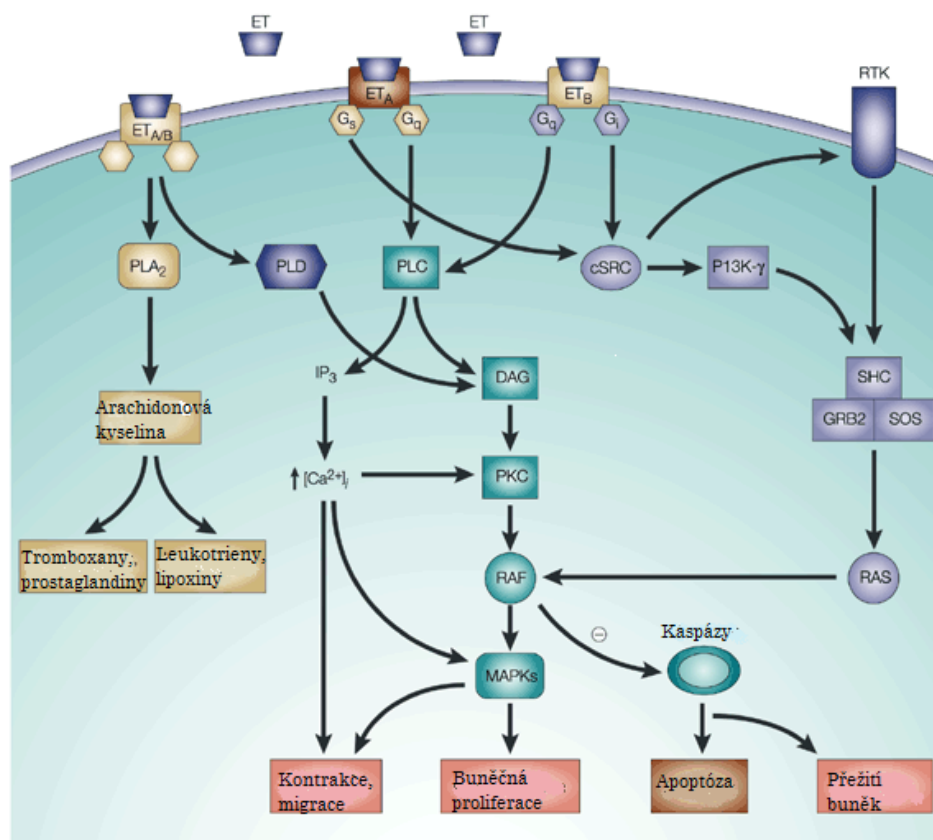 ET
ET
RTK
ETA/B
ETA
ETB
Gs
Gq
Gq
Gi
PLA2
PLD
PLC
cSRC
P13K-γ
IP3
DAG
SHC
GRB2
SOS
Arachidonová
kyselina
↑ [Ca2+]i
PKC
Tromboxany,,
prostaglandiny
Leukotrieny,
lipoxiny
RAF
RAS
⊖
Kaspázy
MAPKs
Kontrakce,
migrace
Buněčná
proliferace
Apoptóza
Přežití
buněk